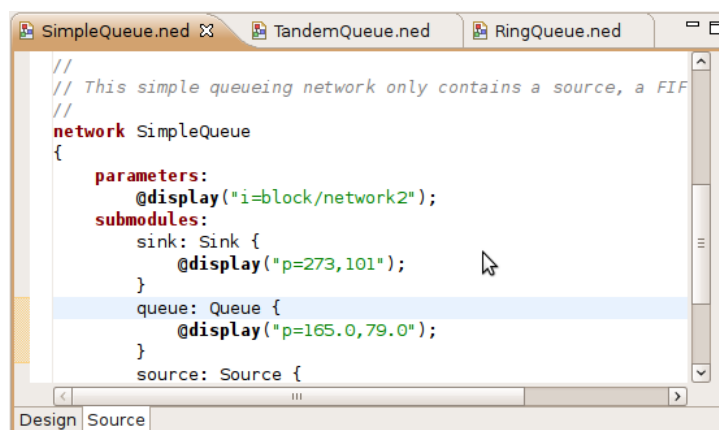 SimpleQueue.ned TandemQueue.ned RingQueue.ned
//
// This simple queueing network only contains a source, a FIF
//
network SimpleQueue
{
parameters:
@display("i=block/network2");
submodules:
sink: Sink {
@display("p=273,101");
}
queue: Queue {
@display("p=165.0,79.0");
}
source: Source {
Design Source